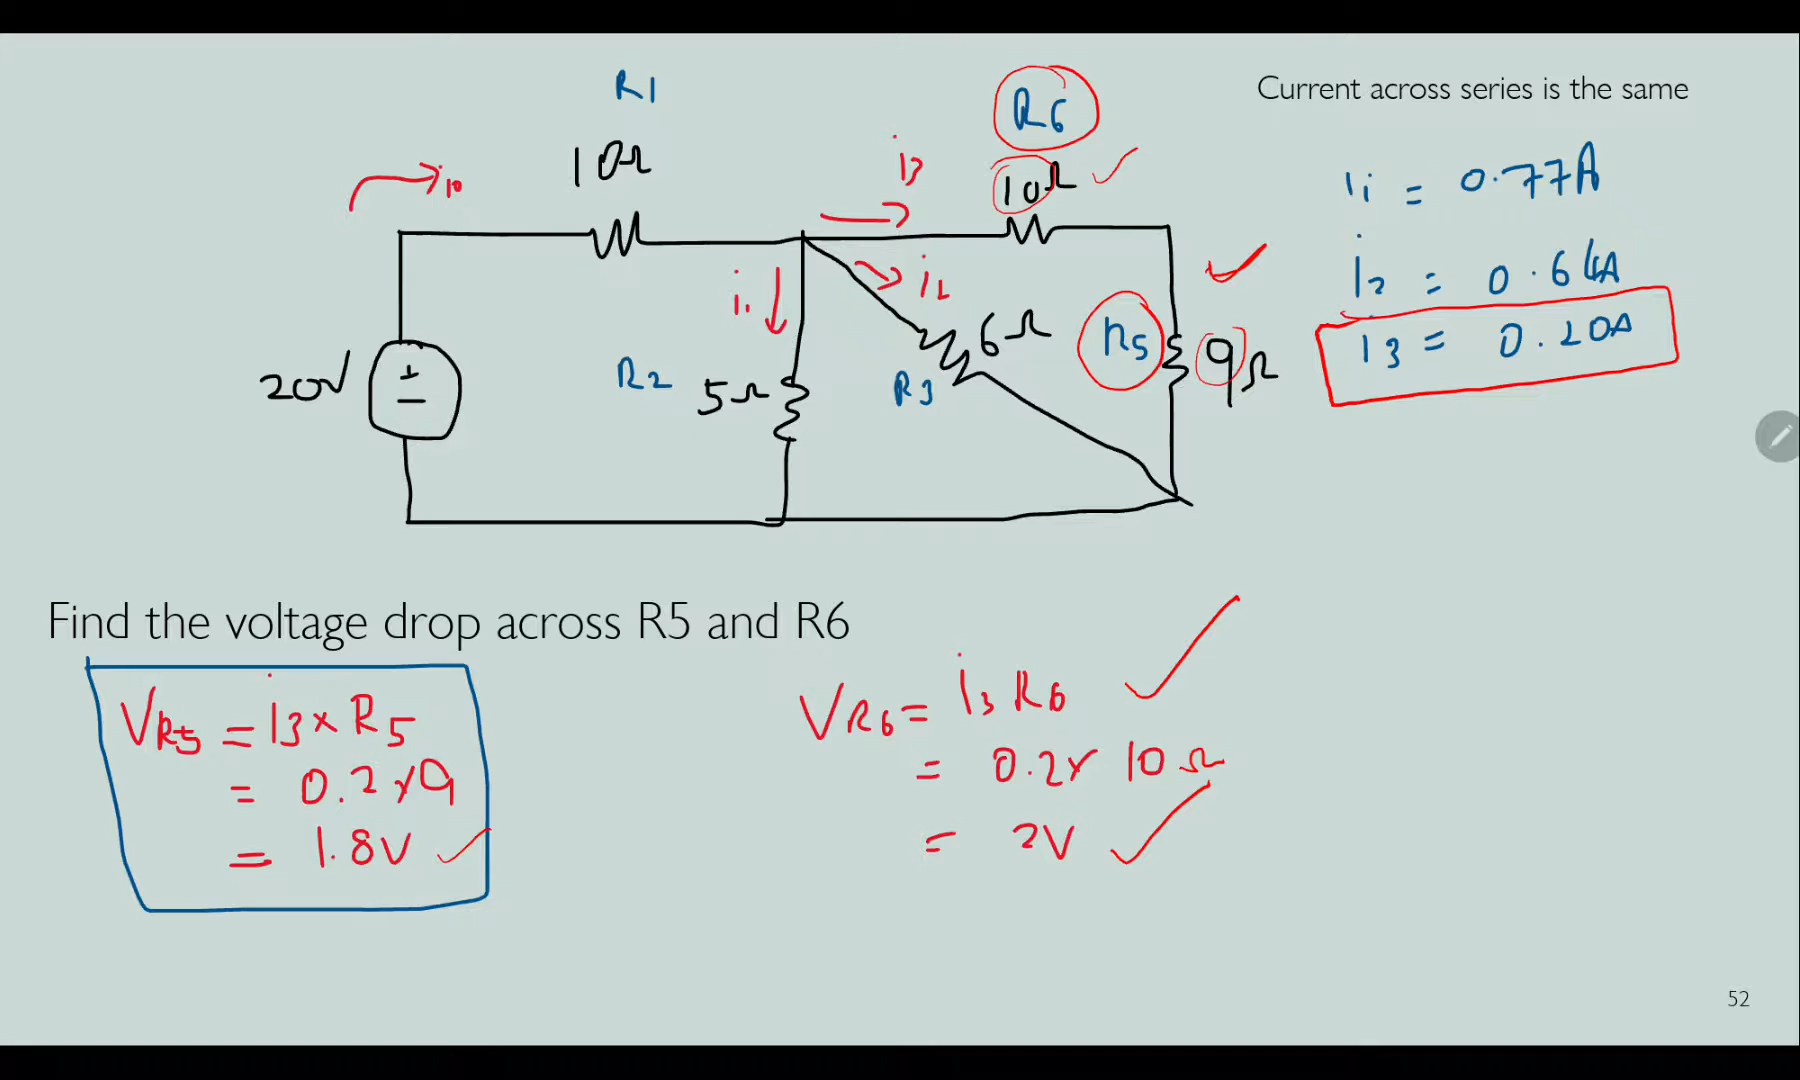 R1
R6
Current across series is the same
10Ω
i3
10Ω
i0
i1 = 0.77A
i2 = 0.64A
i3 = 0.20A
i1
i2
6Ω
R5
9Ω
20V
+
−
R2
5Ω
R3
Find the voltage drop across R5 and R6
VR5 = i3 × R5
= 0.2 × 9
= 1.8V
VR6 = i3 R6
= 0.2 × 10Ω
= 2V
52